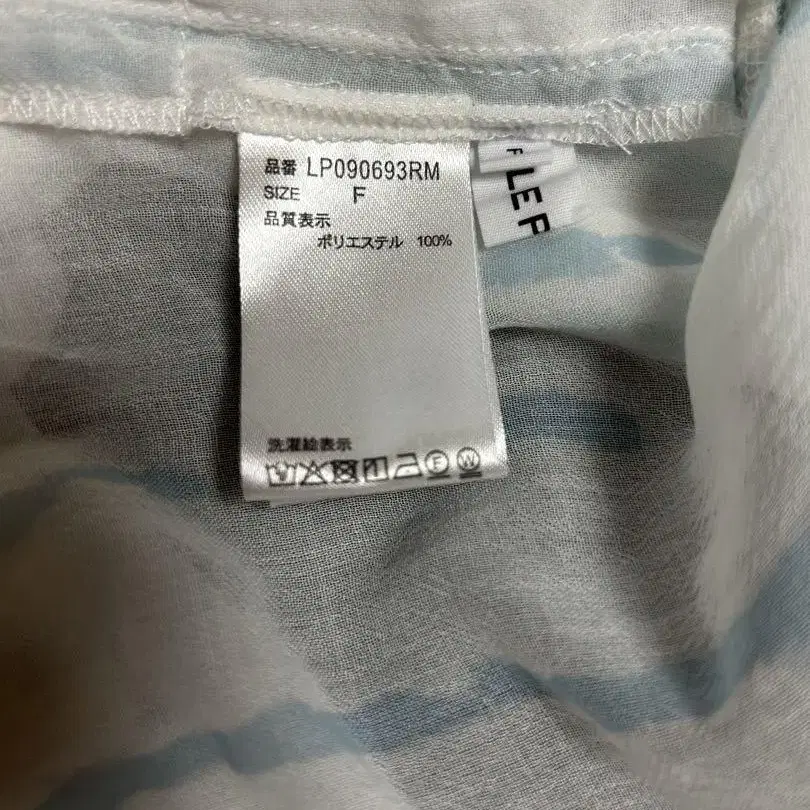 品番 LP090693RM
SIZE F
品質表示
ポリエステル 100%
洗濯絵表示
F W
F
LE P